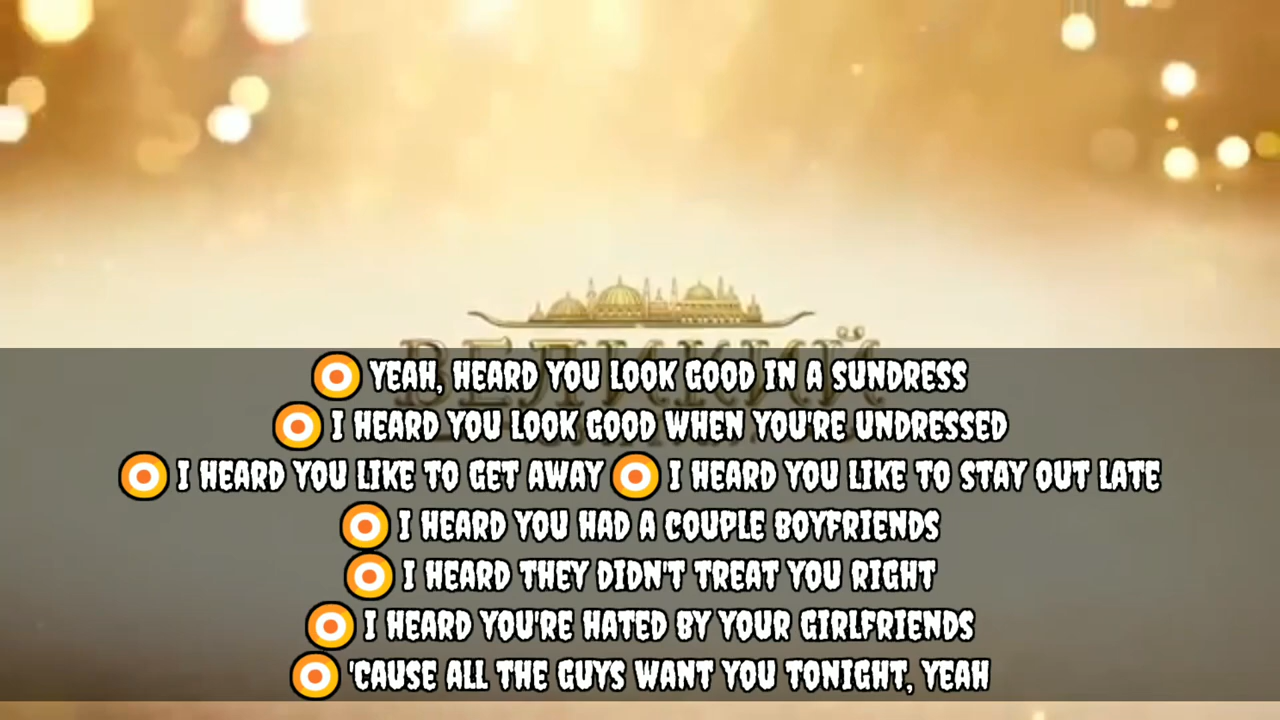 ВЕЛИКИЙ
YEAH, HEARD YOU LOOK GOOD IN A SUNDRESS
I HEARD YOU LOOK GOOD WHEN YOU'RE UNDRESSED
I HEARD YOU LIKE TO GET AWAY I HEARD YOU LIKE TO STAY OUT LATE
I HEARD YOU HAD A COUPLE BOYFRIENDS
I HEARD THEY DIDN'T TREAT YOU RIGHT
I HEARD YOU'RE HATED BY YOUR GIRLFRIENDS
'CAUSE ALL THE GUYS WANT YOU TONIGHT, YEAH